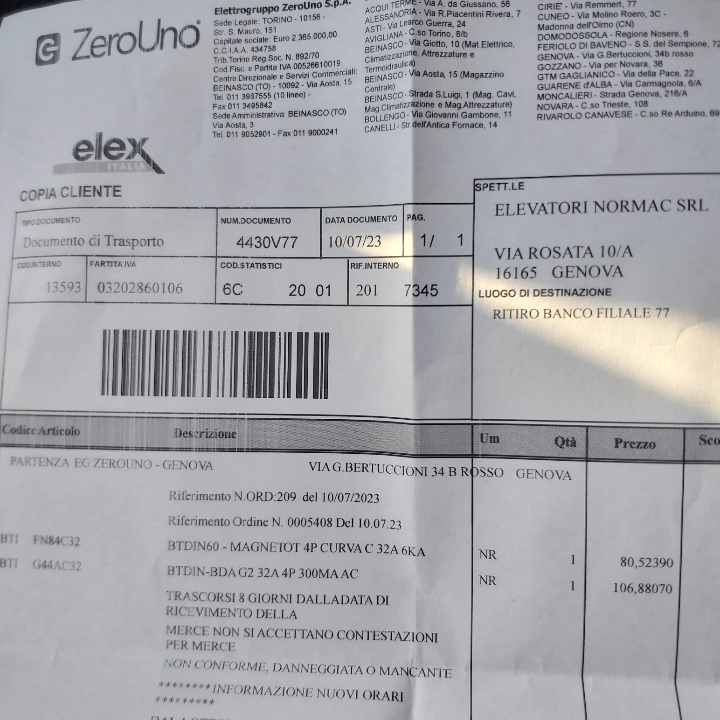 ZeroUno
Elettrogruppo ZeroUno S.p.A.
Sede Legale: TORINO - 10156 -
Str. S. Mauro, 151
Capitale sociale: Euro 2.365.000,00
C.C.I.A.A. 434758
Trib.Torino Reg.Soc. N. 892/70
Cod.Fisc. e Partita IVA 00526610019
Centro Direzionale e Servizi Commerciali:
BEINASCO (TO) - 10092 - Via Aosta, 15
Tel. 011 3987555 (10 linee) -
Fax 011 3495842
Sede Amministrativa: BEINASCO (TO)
Via Aosta, 3
Tel. 011 9052901 - Fax 011 9000241
ACQUI TERME - Via A. da Giussano, 56
ALESSANDRIA - Via R.Piacentini Rivera, 7
ASTI - Via Learco Guerra, 24
AVIGLIANA - C.so Torino, 8/b
BEINASCO - Via Giotto, 10 (Mat.Elettrico,
Climatizzazione, Attrezzature e
Termoidraulica)
BEINASCO - Via Aosta, 15 (Magazzino
Centrale)
BEINASCO - Strada S.Luigi, 1 (Mag. Cavi,
Mag Climatizzazione e Mag Attrezzature)
BOLLENGO - Via Giovanni Gambone, 11
CANELLI - Str dell'Antica Fornace, 14
CIRIE' - Via Remmert, 77
CUNEO - Via Molino Roero, 3C -
Madonna dell'Olmo (CN)
DOMODOSSOLA - Regione Nosere, 6
FERIOLO DI BAVENO - S.S. del Sempione, 72
GENOVA - Via G.Bertuccioni, 34b rosso
GOZZANO - Via per Novara, 36
GTM GAGLIANICO - Via della Pace, 22
GUARENE d'ALBA - Via Carmagnola, 6/A
MONCALIERI - Strada Genova, 216/A
NOVARA - C.so Trieste, 108
RIVAROLO CANAVESE - C.so Re Arduino, 69
elex
ITALIA
COPIA CLIENTE
TIPO DOCUMENTO NUM.DOCUMENTO DATA DOCUMENTO PAG.
Documento di Trasporto 4430V77 10/07/23 1/ 1
COD.INTERNO PARTITA IVA COD.STATISTICI RIF.INTERNO
13593 03202860106 6C 20 01 201 7345
SPETT.LE
ELEVATORI NORMAC SRL
VIA ROSATA 10/A
16165 GENOVA
LUOGO DI DESTINAZIONE
RITIRO BANCO FILIALE 77
Codice Articolo Descrizione Um Qtà Prezzo Sco
PARTENZA EG ZEROUNO - GENOVA VIA G.BERTUCCIONI 34 B ROSSO GENOVA
Riferimento N.ORD:209 del 10/07/2023
Riferimento Ordine N. 0005408 Del 10.07.23
BTI FN84C32 BTDIN60 - MAGNETOT 4P CURVA C 32A 6KA NR 1 80,52390
BTI G44AC32 BTDIN-BDA G2 32A 4P 300MA AC NR 1 106,88070
TRASCORSI 8 GIORNI DALLADATA DI
RICEVIMENTO DELLA
MERCE NON SI ACCETTANO CONTESTAZIONI
PER MERCE
NON CONFORME, DANNEGGIATA O MANCANTE
********INFORMAZIONE NUOVI ORARI
*********